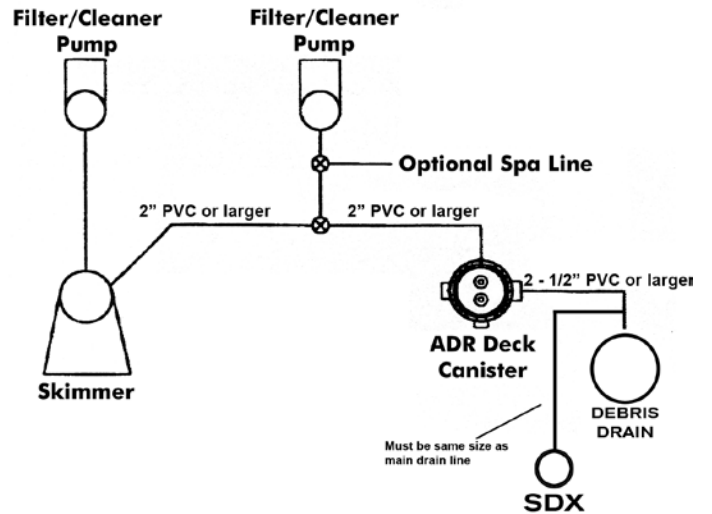 Filter/Cleaner
Pump
Filter/Cleaner
Pump
Optional Spa Line
2" PVC or larger
2" PVC or larger
2 - 1/2" PVC or larger
ADR Deck
Canister
Skimmer
DEBRIS
DRAIN
Must be same size as
main drain line
SDX